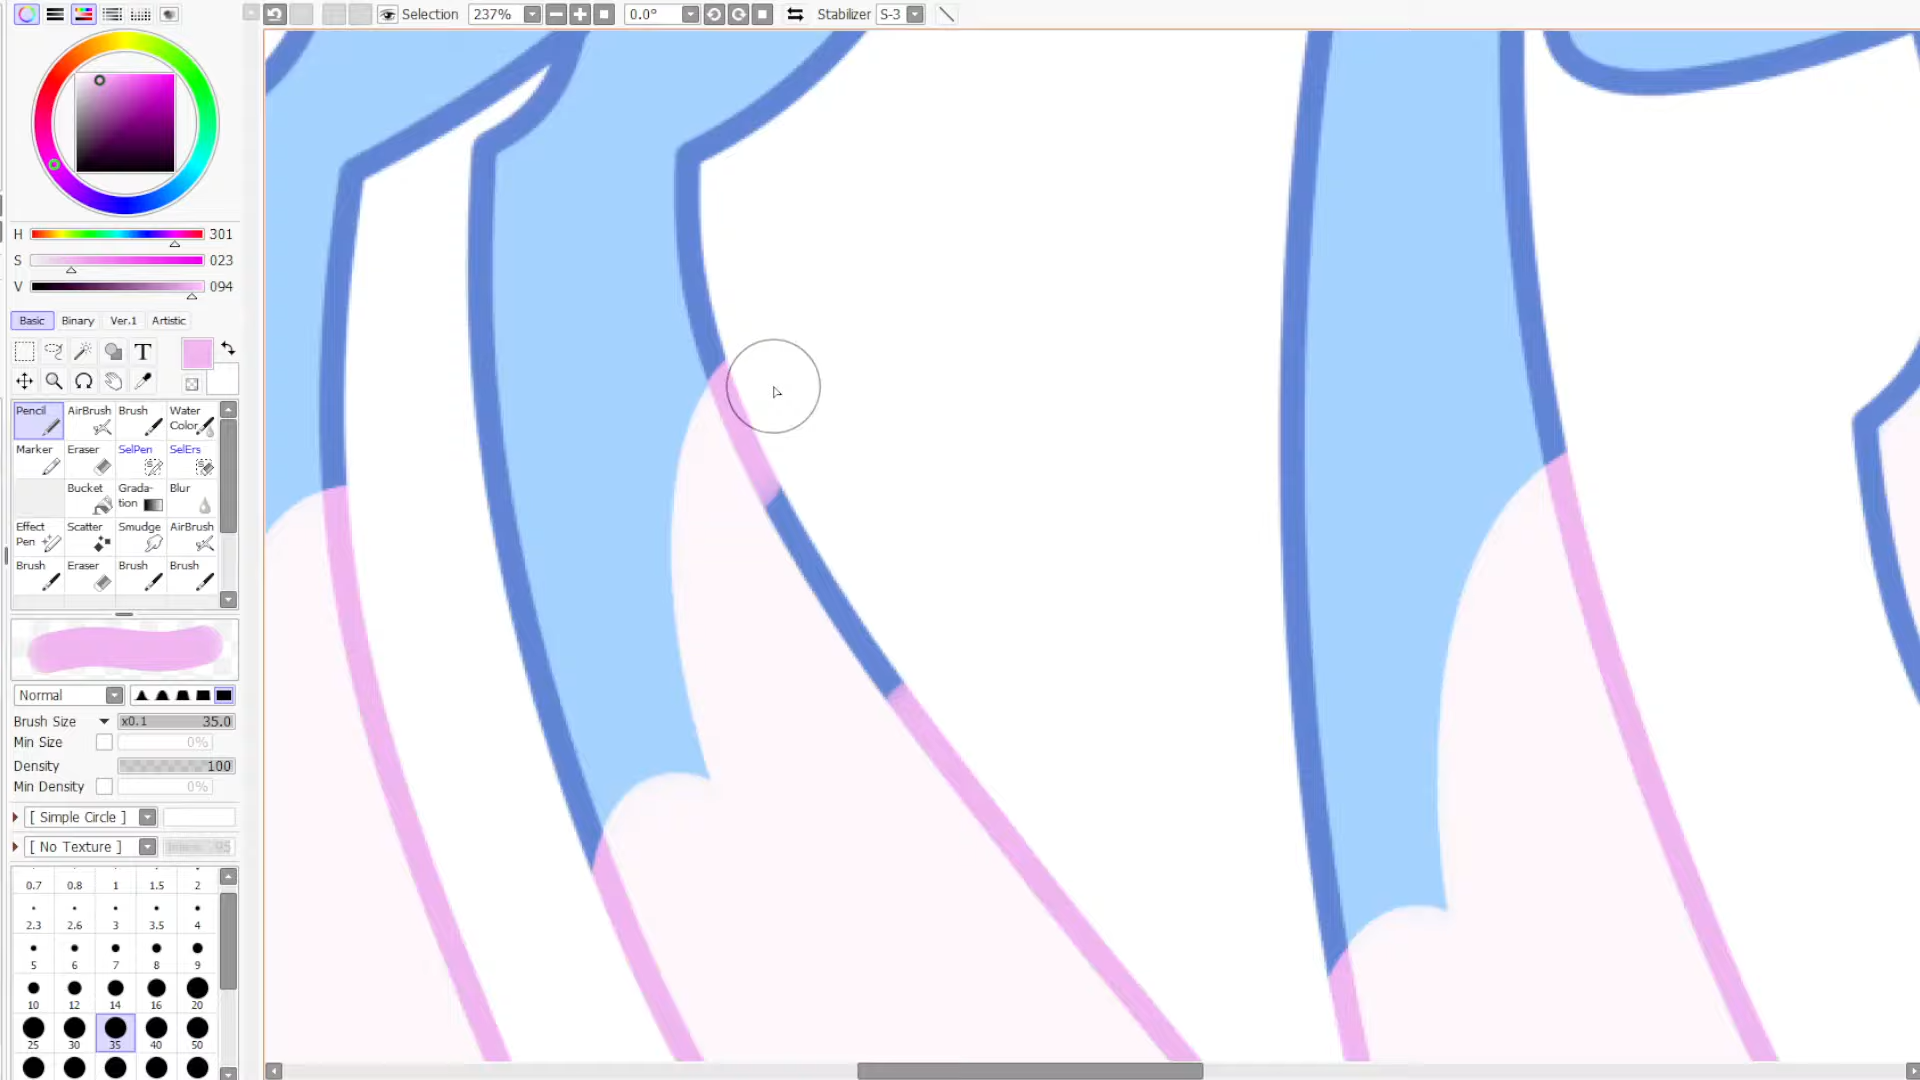 Selection 237% 0.0° Stabilizer S-3
H 301
S 023
V 094
Basic Binary Ver.1 Artistic
T
Pencil AirBrush Brush Water Color
Marker Eraser SelPen SelErs
Bucket Grada-tion Blur
Effect Pen Scatter Smudge AirBrush
Brush Eraser Brush Brush
Normal
Brush Size x0.1 35.0
Min Size 0%
Density 100
Min Density 0%
[ Simple Circle ]
[ No Texture ] 95
0.7 0.8 1 1.5 2
2.3 2.6 3 3.5 4
5 6 7 8 9
10 12 14 16 20
25 30 35 40 50